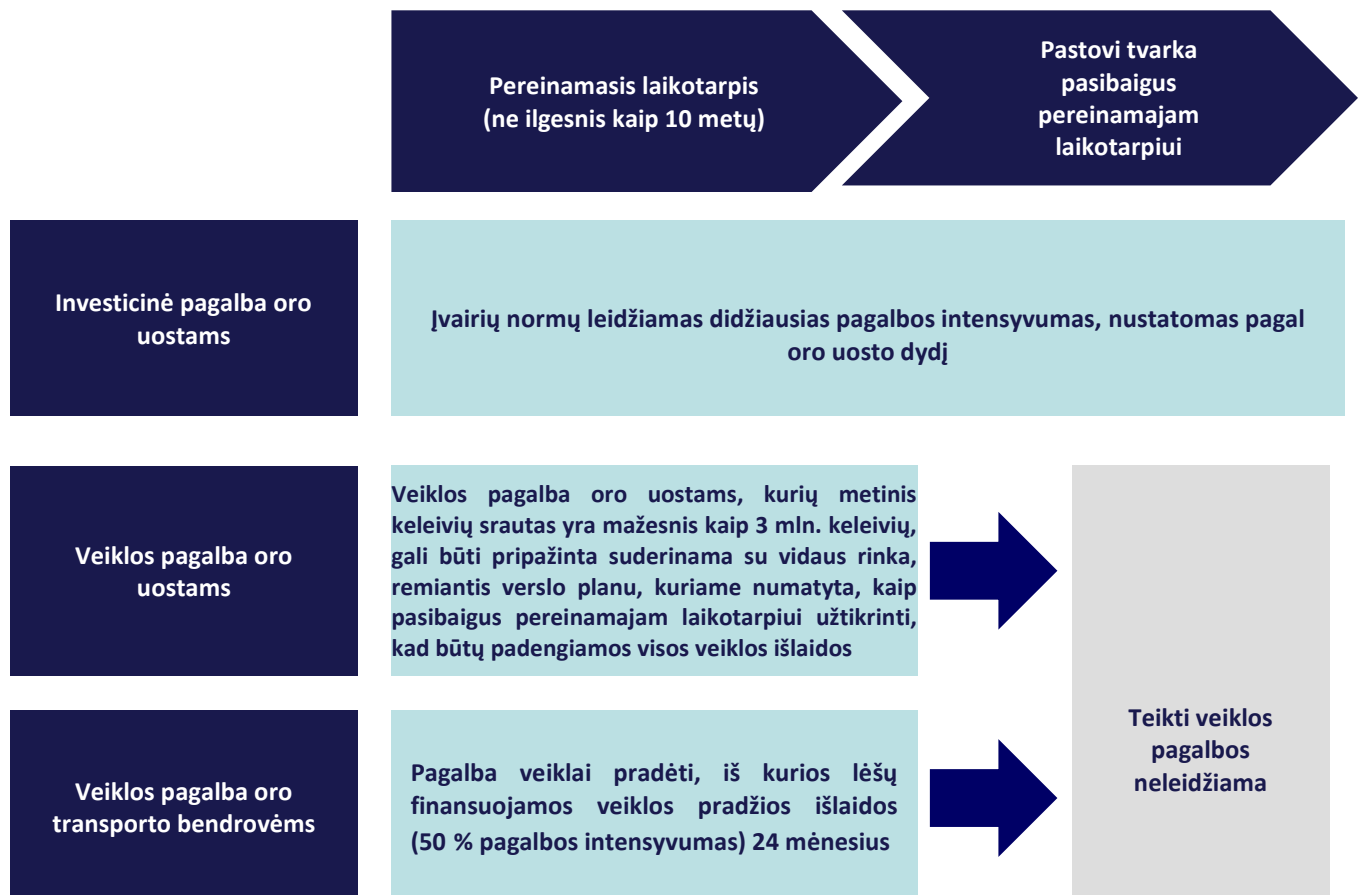 Pereinamasis laikotarpis
(ne ilgesnis kaip 10 metų)
Pastovi tvarka
pasibaigus
pereinamajam
laikotarpiui
Investicinė pagalba oro
uostams
Įvairių normų leidžiamas didžiausias pagalbos intensyvumas, nustatomas pagal
oro uosto dydį
Veiklos pagalba oro
uostams
Veiklos pagalba oro uostams, kurių metinis
keleivių srautas yra mažesnis kaip 3 mln. keleivių,
gali būti pripažinta suderinama su vidaus rinka,
remiantis verslo planu, kuriame numatyta, kaip
pasibaigus pereinamajam laikotarpiui užtikrinti,
kad būtų padengiamos visos veiklos išlaidos
Veiklos pagalba oro
transporto bendrovėms
Pagalba veiklai pradėti, iš kurios lėšų
finansuojamos veiklos pradžios išlaidos
(50 % pagalbos intensyvumas) 24 mėnesius
Teikti veiklos
pagalbos
neleidžiama